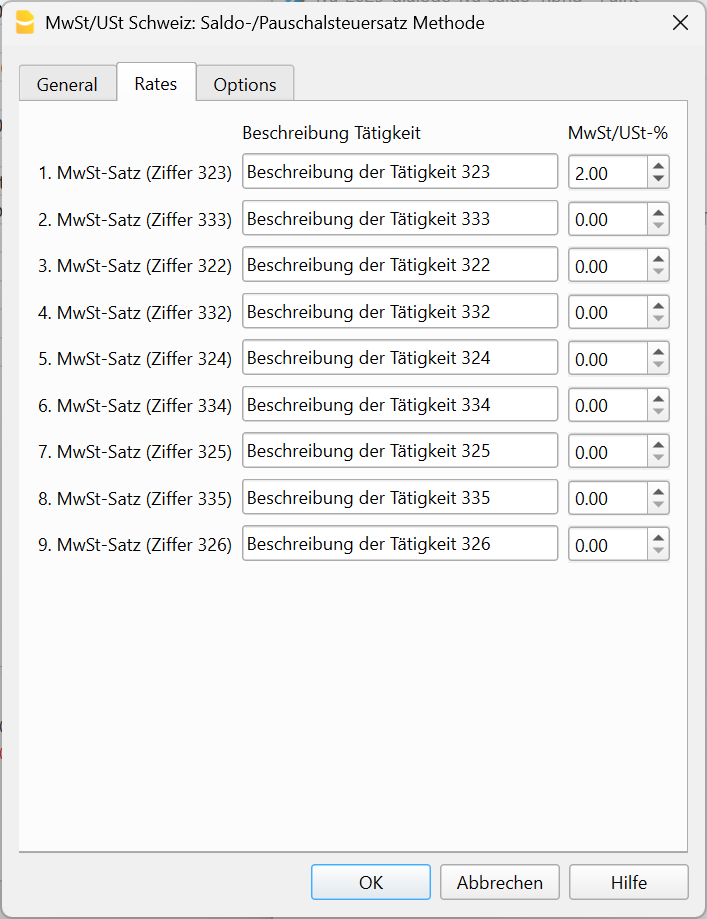 MwSt/USt Schweiz: Saldo-/Pauschalsteuersatz Methode
General Rates Options
Beschreibung Tätigkeit MwSt/USt-%
1. MwSt-Satz (Ziffer 323) Beschreibung der Tätigkeit 323 2.00
2. MwSt-Satz (Ziffer 333) Beschreibung der Tätigkeit 333 0.00
3. MwSt-Satz (Ziffer 322) Beschreibung der Tätigkeit 322 0.00
4. MwSt-Satz (Ziffer 332) Beschreibung der Tätigkeit 332 0.00
5. MwSt-Satz (Ziffer 324) Beschreibung der Tätigkeit 324 0.00
6. MwSt-Satz (Ziffer 334) Beschreibung der Tätigkeit 334 0.00
7. MwSt-Satz (Ziffer 325) Beschreibung der Tätigkeit 325 0.00
8. MwSt-Satz (Ziffer 335) Beschreibung der Tätigkeit 335 0.00
9. MwSt-Satz (Ziffer 326) Beschreibung der Tätigkeit 326 0.00
OK Abbrechen Hilfe